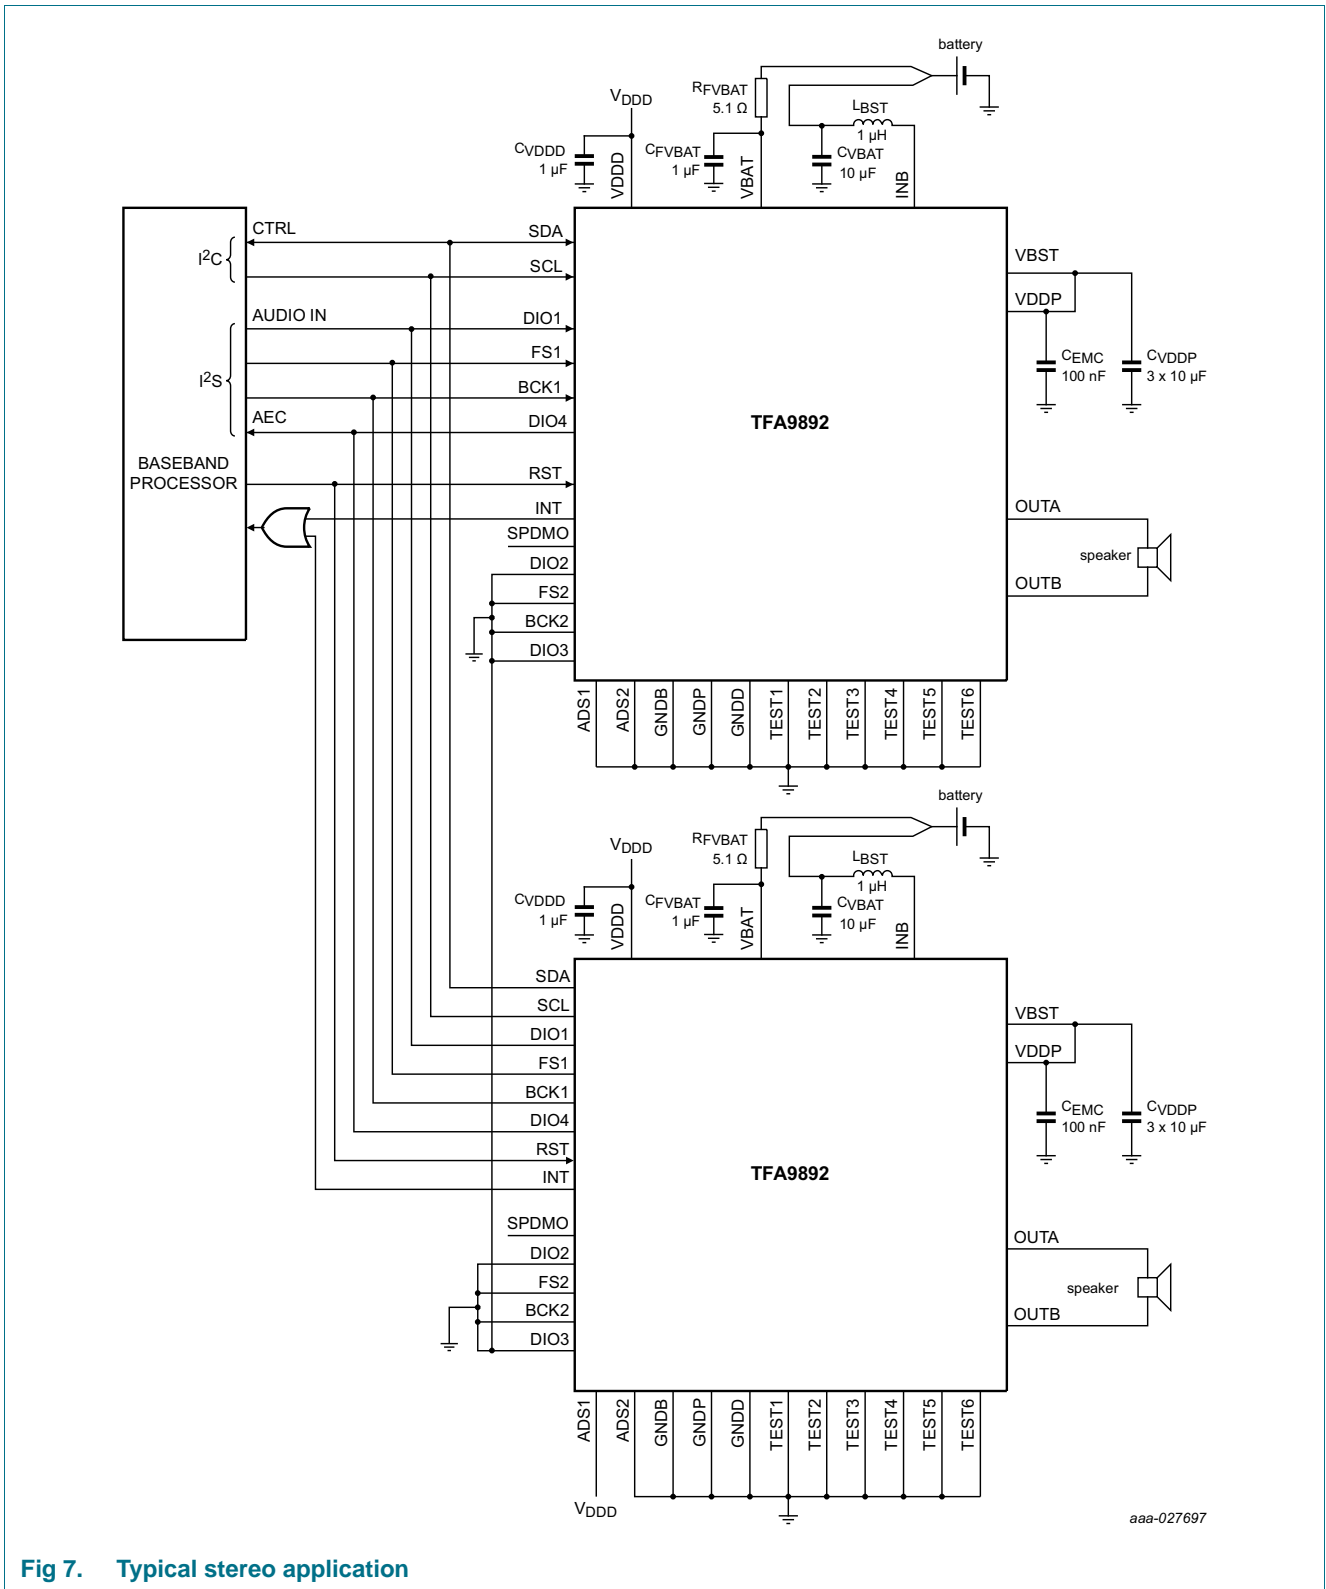 battery
RFVBAT
5.1 Ω
VDDD
LBST
1 µH
CVDDD
1 µF
VDDD
CFVBAT
1 µF
VBAT
CVBAT
10 µF
INB
CTRL
SDA
I2C
SCL
AUDIO IN
DIO1
FS1
I2S
BCK1
AEC
DIO4
BASEBAND
PROCESSOR
RST
INT
SPDMO
DIO2
FS2
BCK2
DIO3
TFA9892
VBST
VDDP
CEMC
100 nF
CVDDP
3 x 10 µF
OUTA
speaker
OUTB
ADS1
ADS2
GNDB
GNDP
GNDD
TEST1
TEST2
TEST3
TEST4
TEST5
TEST6
battery
RFVBAT
5.1 Ω
VDDD
LBST
1 µH
CVDDD
1 µF
VDDD
CFVBAT
1 µF
VBAT
CVBAT
10 µF
INB
SDA
SCL
DIO1
FS1
BCK1
DIO4
RST
INT
SPDMO
DIO2
FS2
BCK2
DIO3
TFA9892
VBST
VDDP
CEMC
100 nF
CVDDP
3 x 10 µF
OUTA
speaker
OUTB
ADS1
ADS2
GNDB
GNDP
GNDD
TEST1
TEST2
TEST3
TEST4
TEST5
TEST6
VDDD
aaa-027697
Fig 7. Typical stereo application